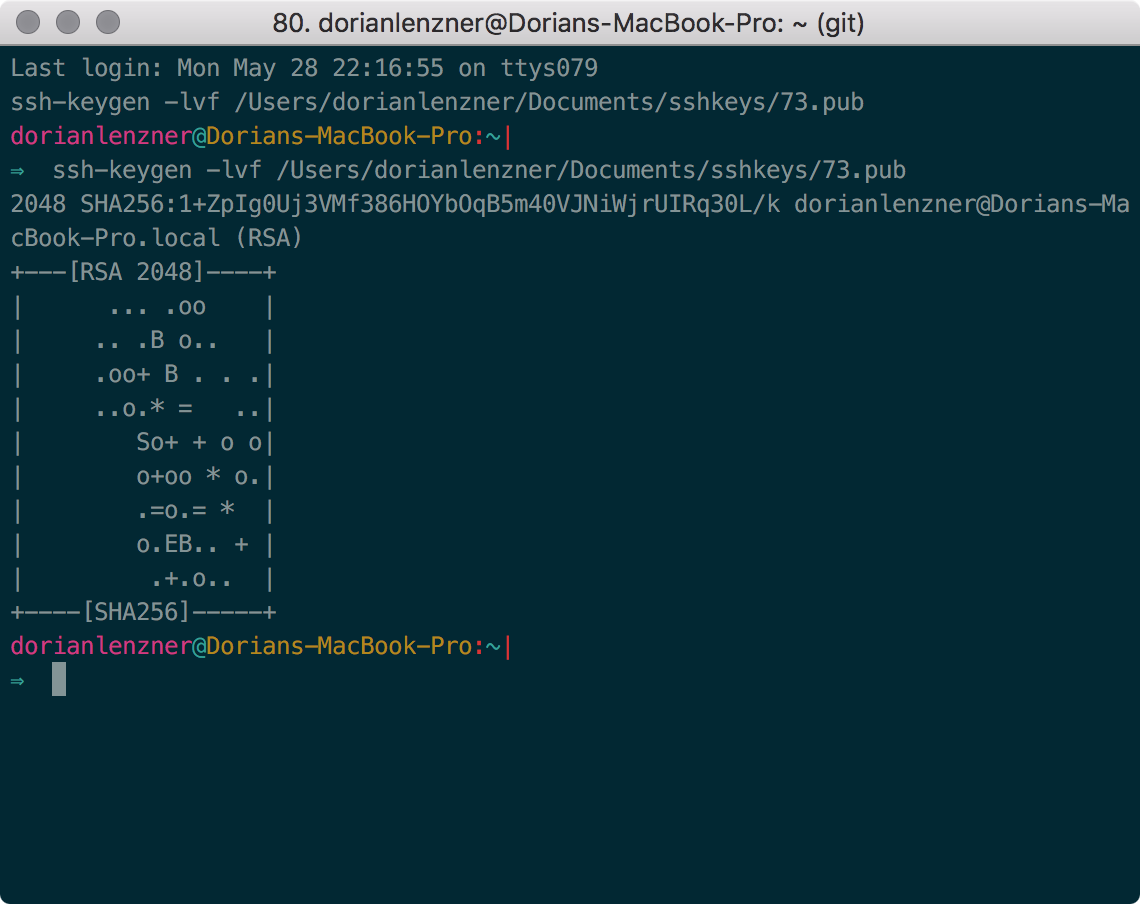 80. dorianlenzner@Dorians-MacBook-Pro: ~ (git)
Last login: Mon May 28 22:16:55 on ttys079
ssh-keygen -lvf /Users/dorianlenzner/Documents/sshkeys/73.pub
dorianlenzner@Dorians-MacBook-Pro:~|
⇒  ssh-keygen -lvf /Users/dorianlenzner/Documents/sshkeys/73.pub
2048 SHA256:1+ZpIg0Uj3VMf386HOYbOqB5m40VJNiWjrUIRq30L/k dorianlenzner@Dorians-Ma
cBook-Pro.local (RSA)
+---[RSA 2048]----+
|      ... .oo    |
|     .. .B o..   |
|     .oo+ B . . .|
|     ..o.* =   ..|
|        So+ + o o|
|        o+oo * o.|
|        .=o.= *  |
|        o.EB.. + |
|         .+.o..  |
+----[SHA256]-----+
dorianlenzner@Dorians-MacBook-Pro:~|
⇒